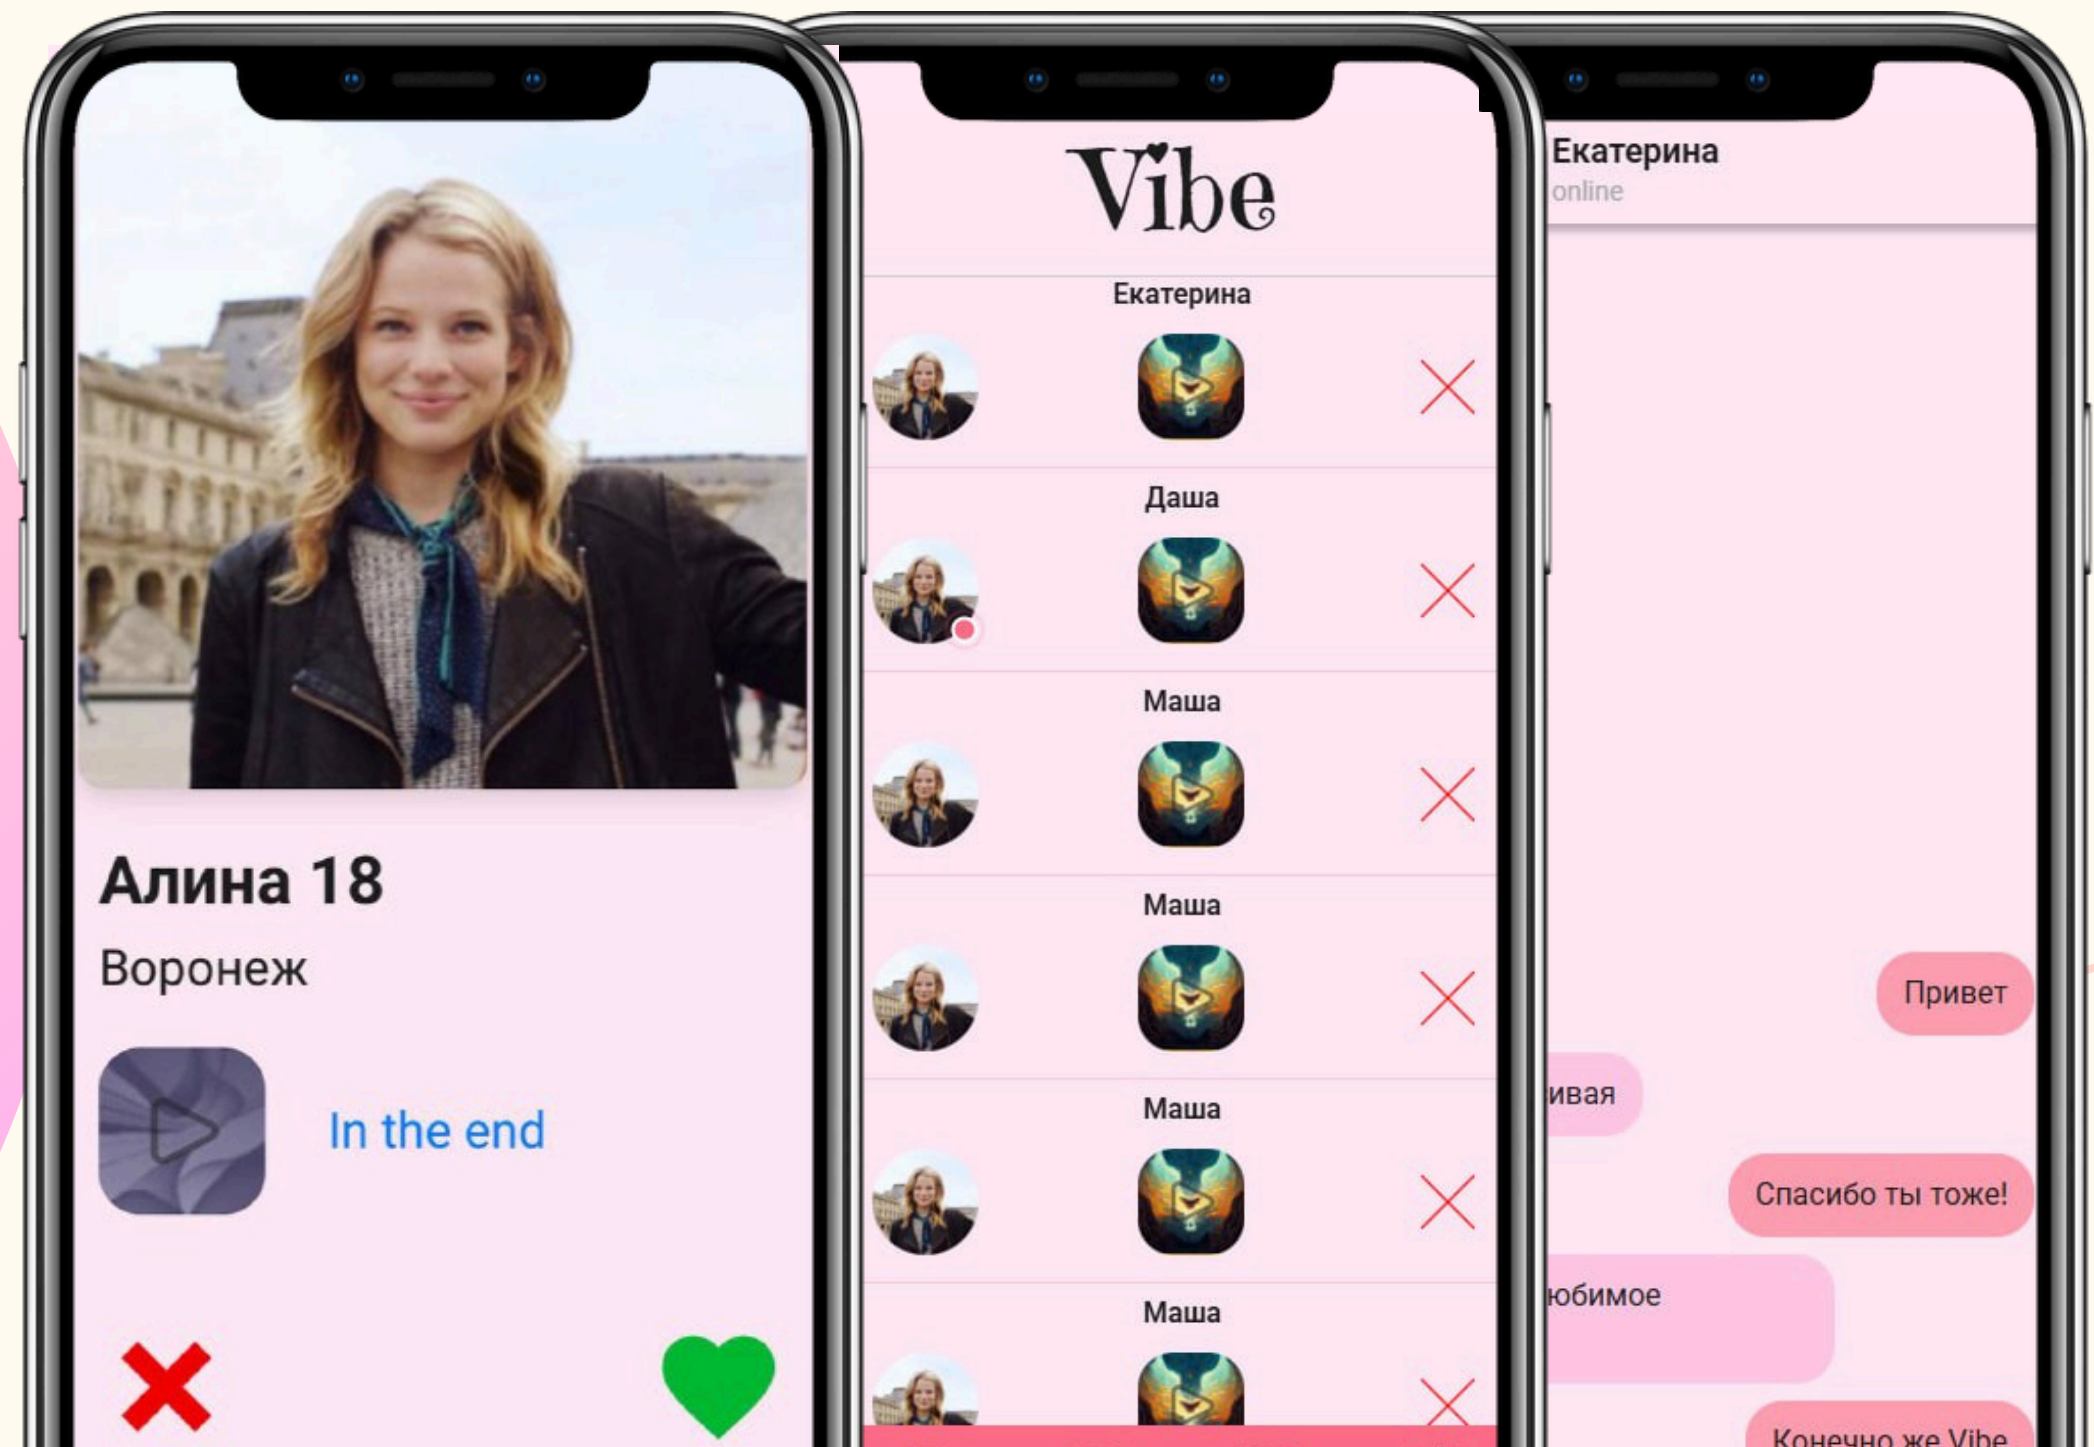 Алина 18
Воронеж
In the end
Vibe
Екатерина
Даша
Маша
Маша
Маша
Маша
Екатерина
online
Привет
ивая
Спасибо ты тоже!
юбимое
Конечно же Vibe